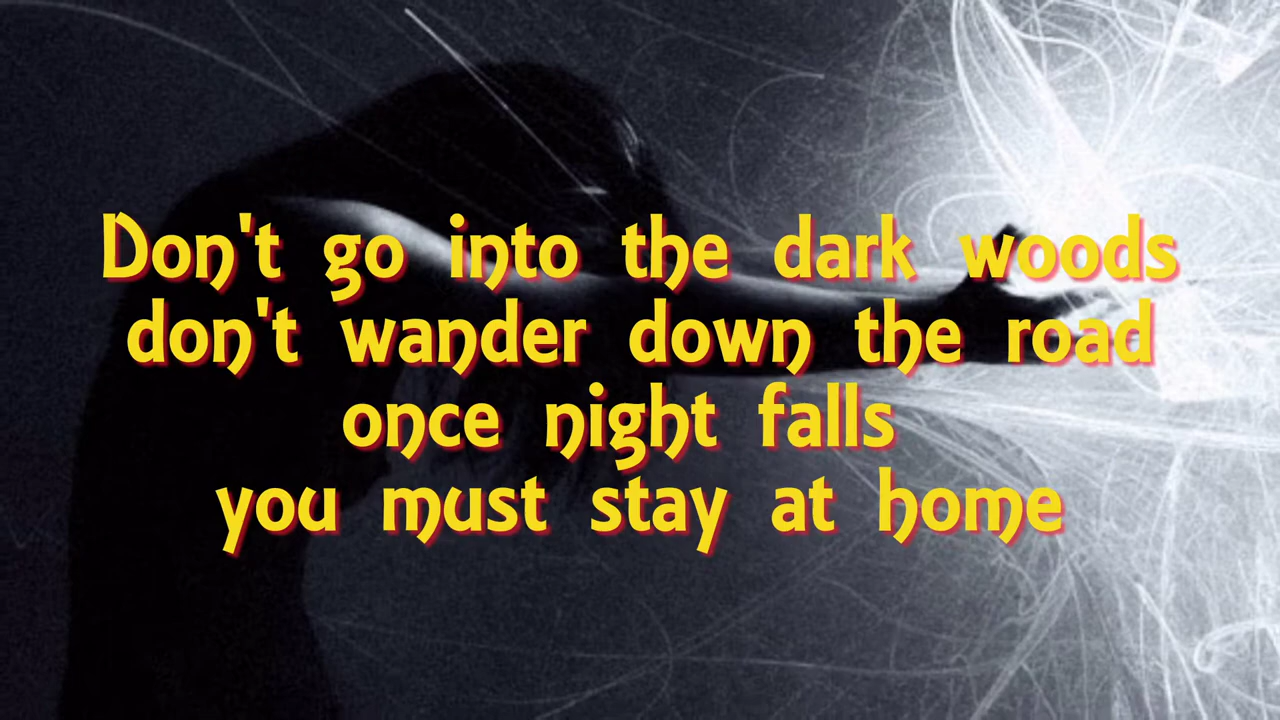 Don't go into the dark woods
don't wander down the road
once night falls
you must stay at home